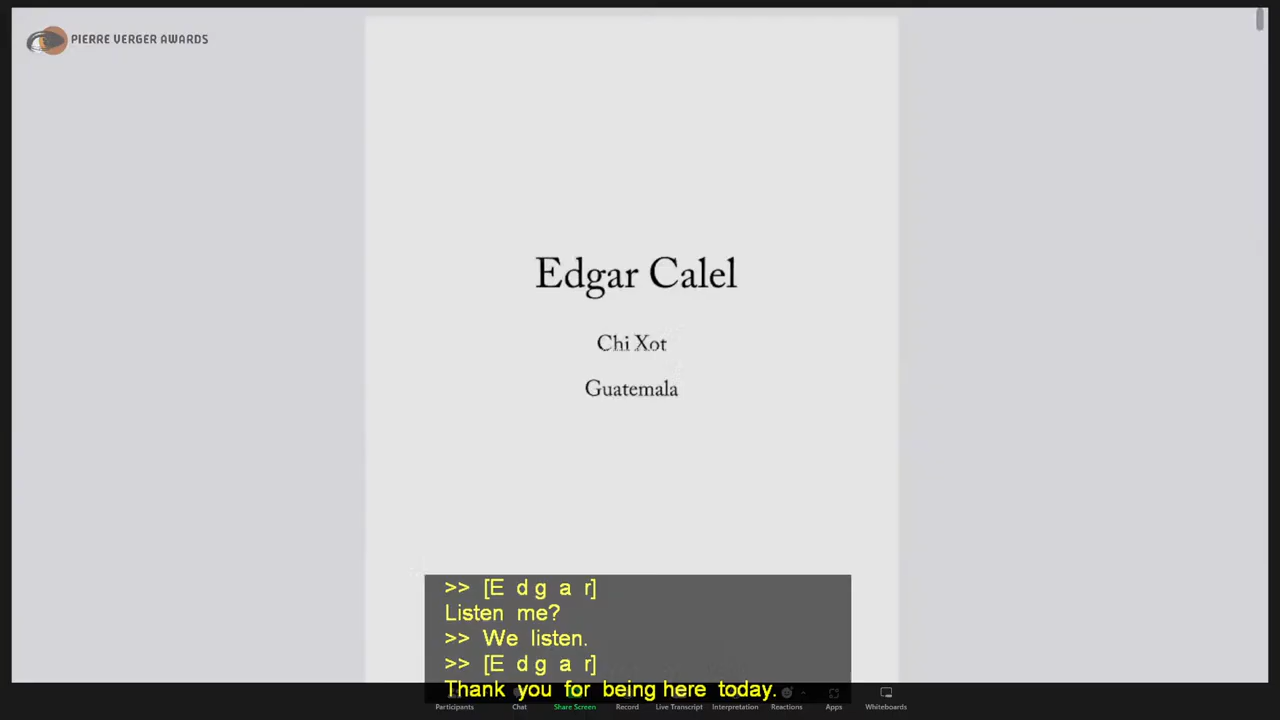 PIERRE VERGER AWARDS
Edgar Calel
Chi Xot
Guatemala
>> [E d g a r]
Listen me?
>> We listen.
>> [E d g a r]
Thank you for being here today.
Participants Chat Share Screen Record Live Transcript Interpretation Reactions Apps Whiteboards